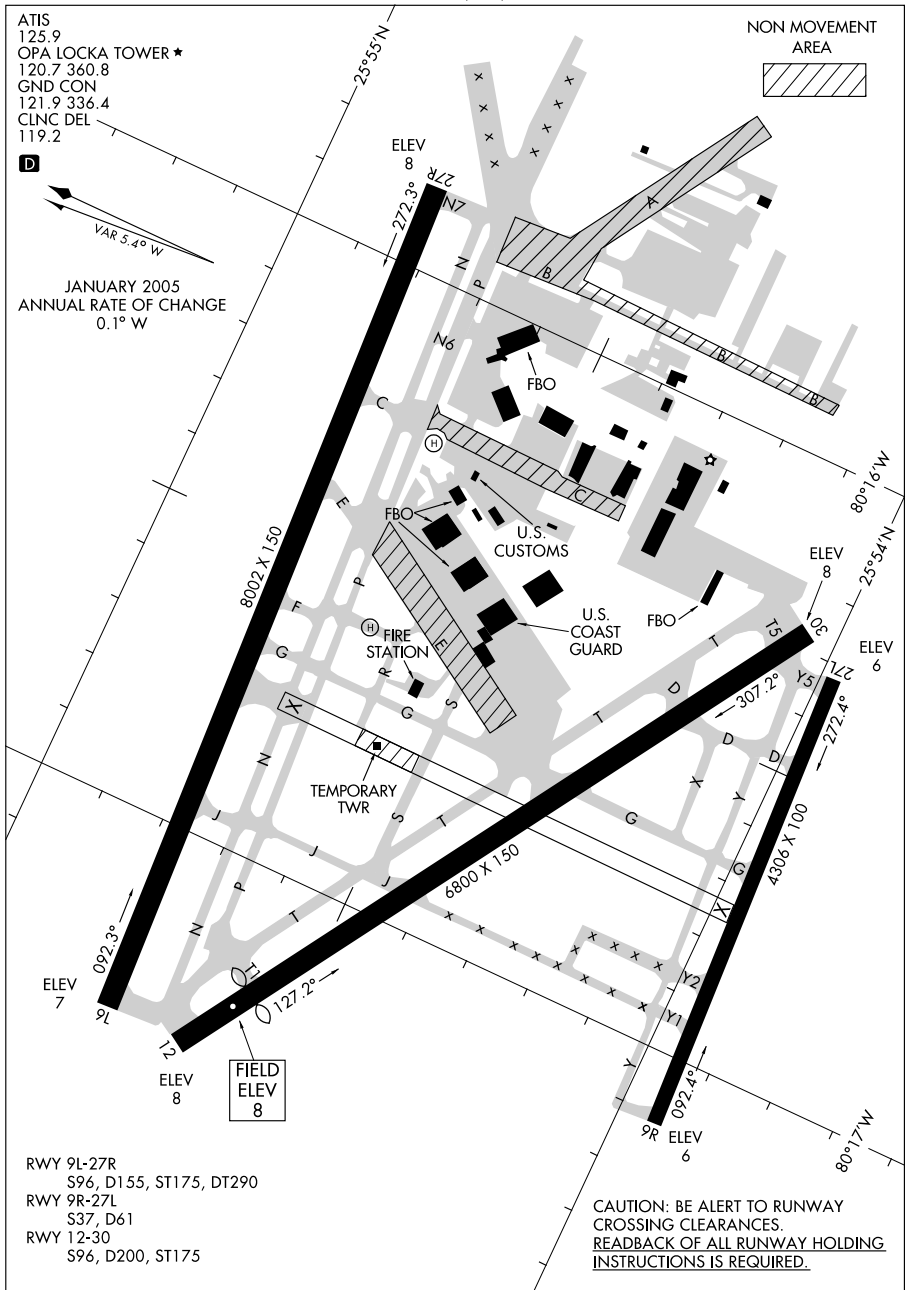 ATIS
125.9
OPA LOCKA TOWER ★
120.7 360.8
GND CON
121.9 336.4
CLNC DEL
119.2
D
VAR 5.4° W
JANUARY 2005
ANNUAL RATE OF CHANGE
0.1° W
NON MOVEMENT
AREA
25°55'N
ELEV
8
27R
272.3°
N7
N
P
N6
A
B
B
B
FBO
C
H
C
80°16'W
25°54'N
E
FBO
U.S.
CUSTOMS
8002 X 150
P
F
H
FIRE
STATION
E
U.S.
COAST
GUARD
FBO
ELEV
8
30
T5
T
ELEV
6
27L
Y5
272.4°
307.2°
G
R
G
S
T
D
D
D
X
X
Y
N
TEMPORARY
TWR
J
J
S
T
J
6800 X 150
G
G
4306 X 100
X
P
N
T
T1
127.2°
092.3°
ELEV
7
9L
12
ELEV
8
FIELD
ELEV
8
Y2
Y1
Y
092.4°
9R
ELEV
6
80°17'W
RWY 9L-27R
S96, D155, ST175, DT290
RWY 9R-27L
S37, D61
RWY 12-30
S96, D200, ST175
CAUTION: BE ALERT TO RUNWAY
CROSSING CLEARANCES.
READBACK OF ALL RUNWAY HOLDING
INSTRUCTIONS IS REQUIRED.